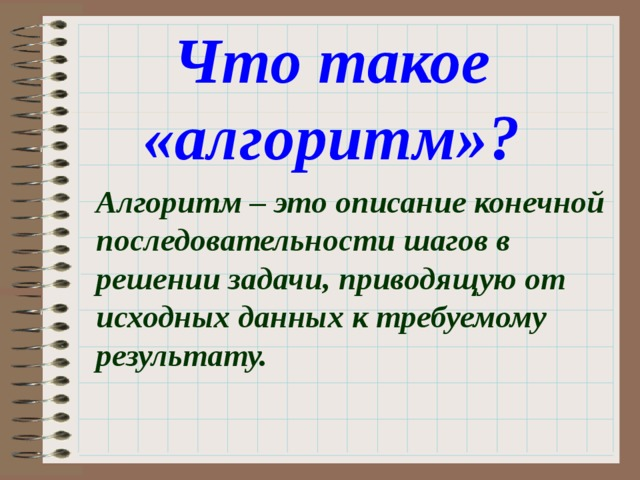 Что такое
«алгоритм»?
Алгоритм – это описание конечной
последовательности шагов в
решении задачи, приводящую от
исходных данных к требуемому
результату.